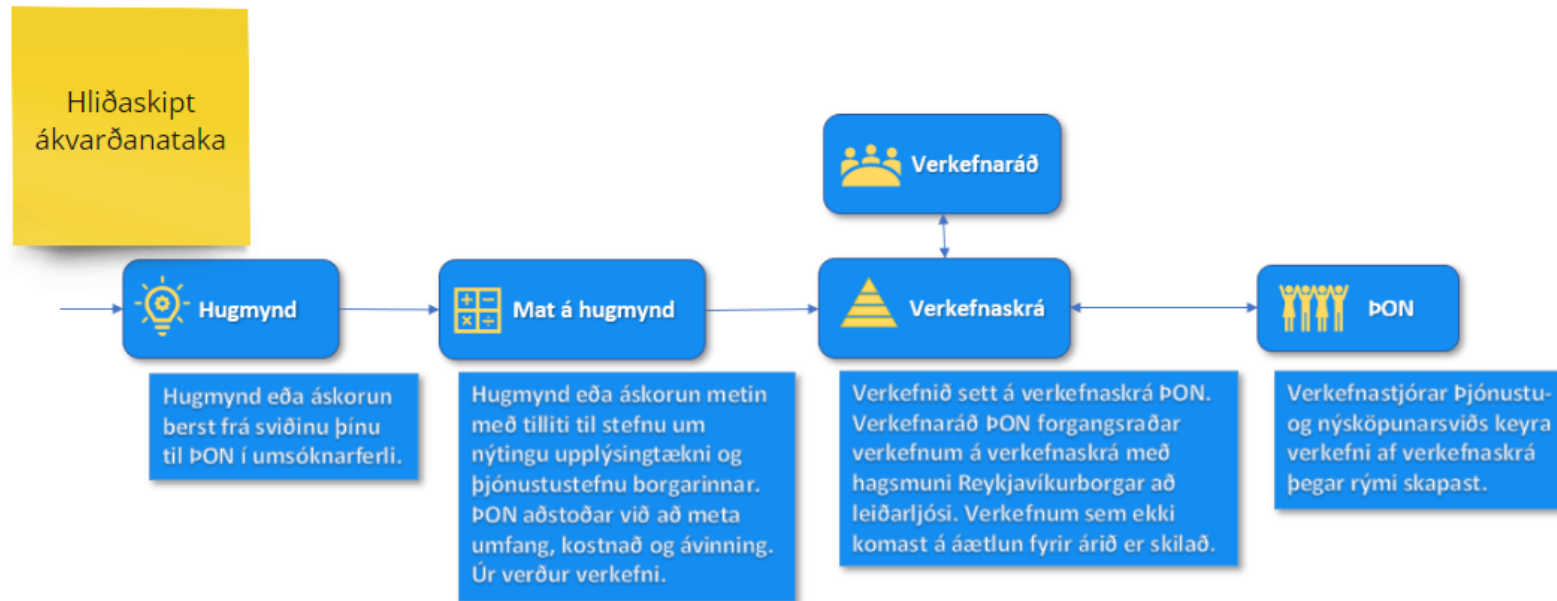 Hliðaskipt
ákvarðanataka
Verkefnaráð
Hugmynd
Mat á hugmynd
Verkefnaskrá
ÞON
Hugmynd eða áskorun
berst frá sviðinu þínu
til ÞON í umsóknarferli.
Hugmynd eða áskorun metin
með tilliti til stefnu um
nýtingu upplýsingtækni og
þjónustustefnu borgarinnar.
ÞON aðstoðar við að meta
umfang, kostnað og ávinning.
Úr verður verkefni.
Verkefnið sett á verkefnaskrá ÞON.
Verkefnaráð ÞON forgangsraðar
verkefnum á verkefnaskrá með
hagsmuni Reykjavíkurborgar að
leiðarljósi. Verkefnum sem ekki
komast á áætlun fyrir árið er skilað.
Verkefnastjórar Þjónustu-
og nýsköpunarsviðs keyra
verkefni af verkefnaskrá
þegar rými skapast.